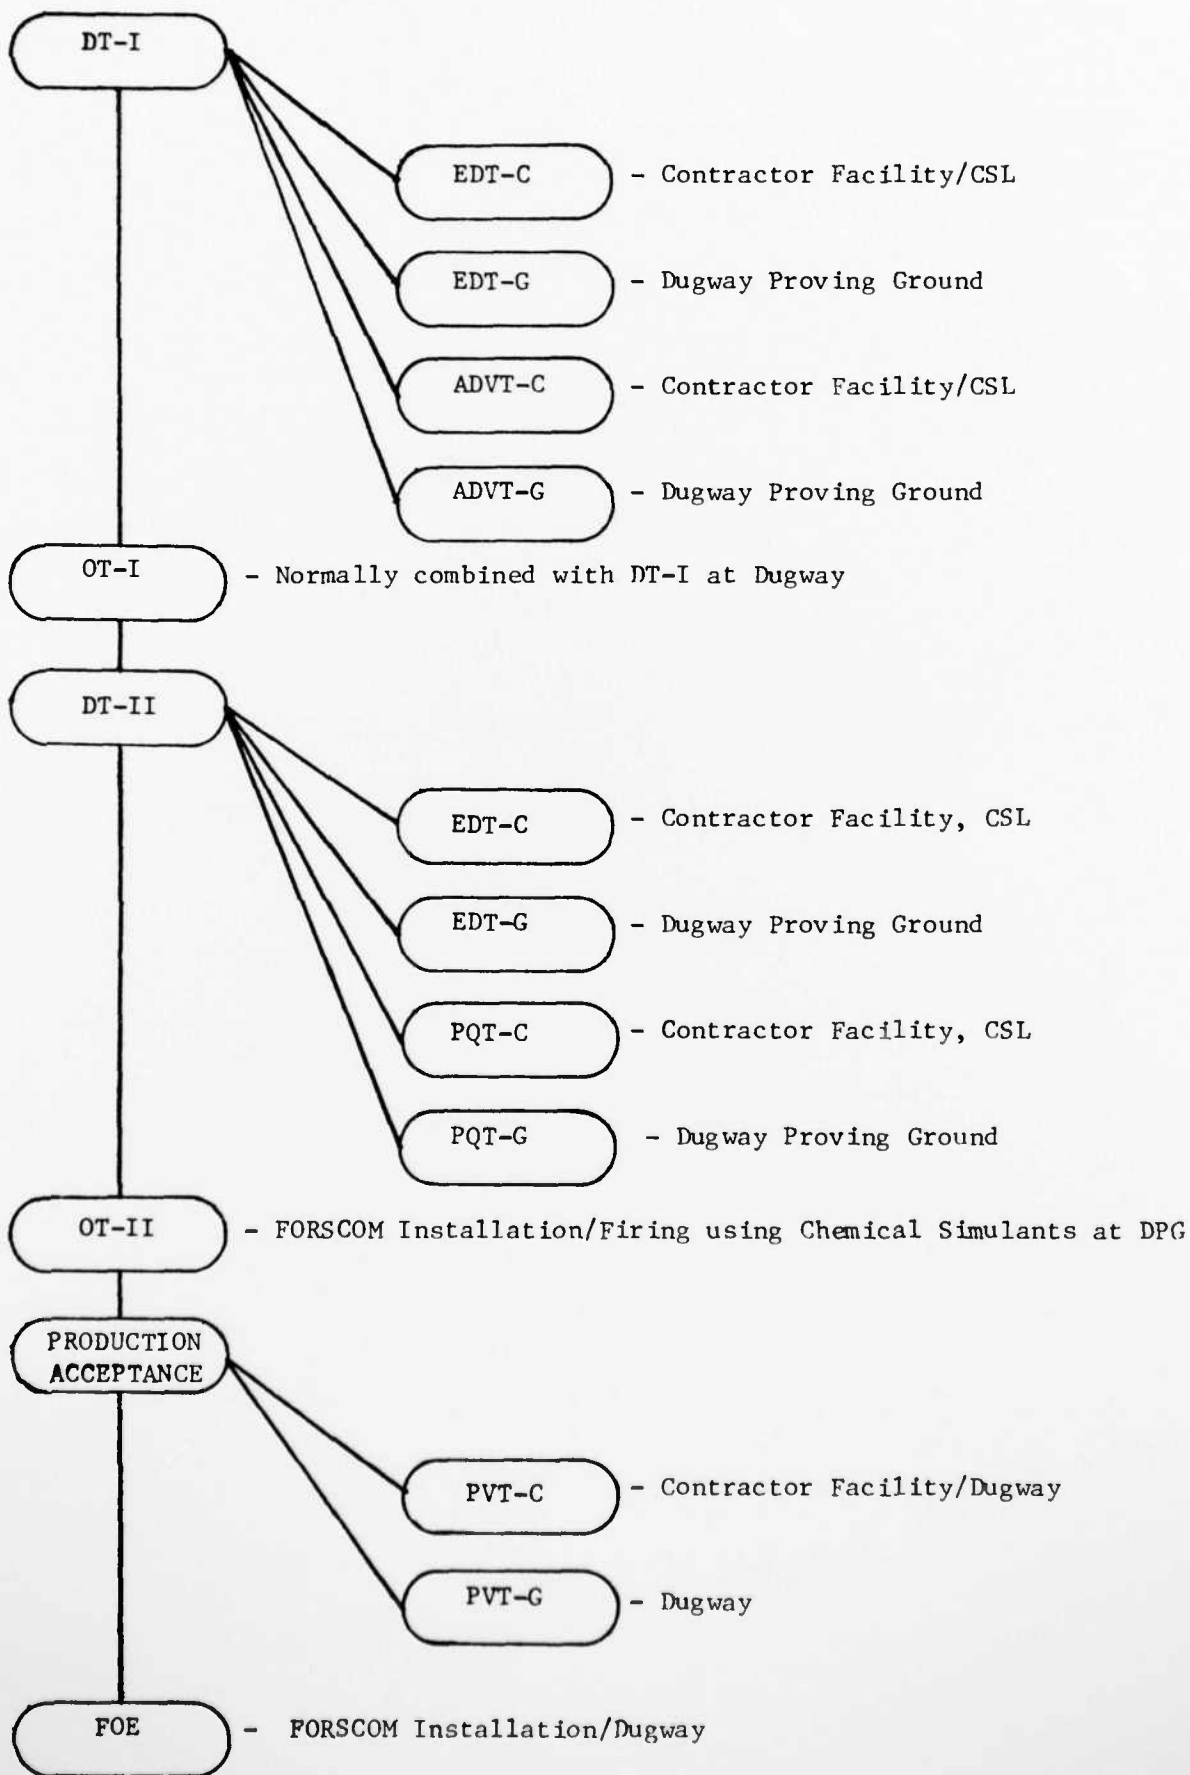 DT-I
EDT-C - Contractor Facility/CSL
EDT-G - Dugway Proving Ground
ADVT-C - Contractor Facility/CSL
ADVT-G - Dugway Proving Ground
OT-I - Normally combined with DT-I at Dugway
DT-II
EDT-C - Contractor Facility, CSL
EDT-G - Dugway Proving Ground
PQT-C - Contractor Facility, CSL
PQT-G - Dugway Proving Ground
OT-II - FORSCOM Installation/Firing using Chemical Simulants at DPG
PRODUCTION
ACCEPTANCE
PVT-C - Contractor Facility/Dugway
PVT-G - Dugway
FOE - FORSCOM Installation/Dugway